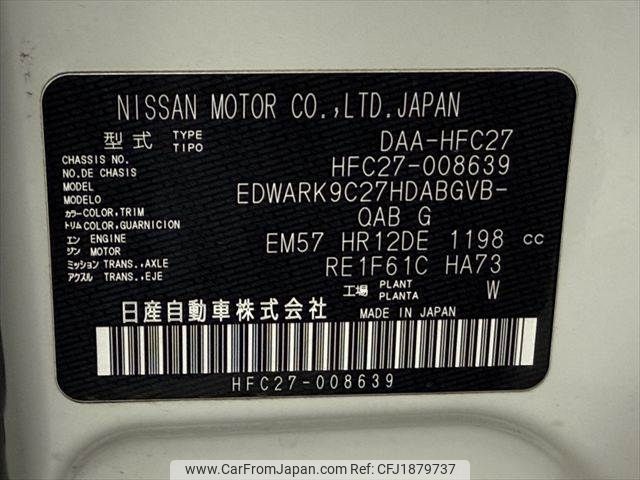 NISSAN MOTOR CO.,LTD.JAPAN
型式 TYPE TIPO DAA-HFC27
CHASSIS NO. NO.DE CHASIS HFC27-008639
MODEL MODELO EDWARK9C27HDABGVB-
カラー COLOR,TRIM トリム COLOR,GUARNICION QAB G
エン ENGINE ジン MOTOR EM57 HR12DE 1198 CC
ミッション TRANS.,AXLE アクスル TRANS.,EJE RE1F61C HA73
工場 PLANT PLANTA W
日産自動車株式会社 MADE IN JAPAN
HFC27-008639
www.CarFromJapan.com | Ref No: CFJ1879737